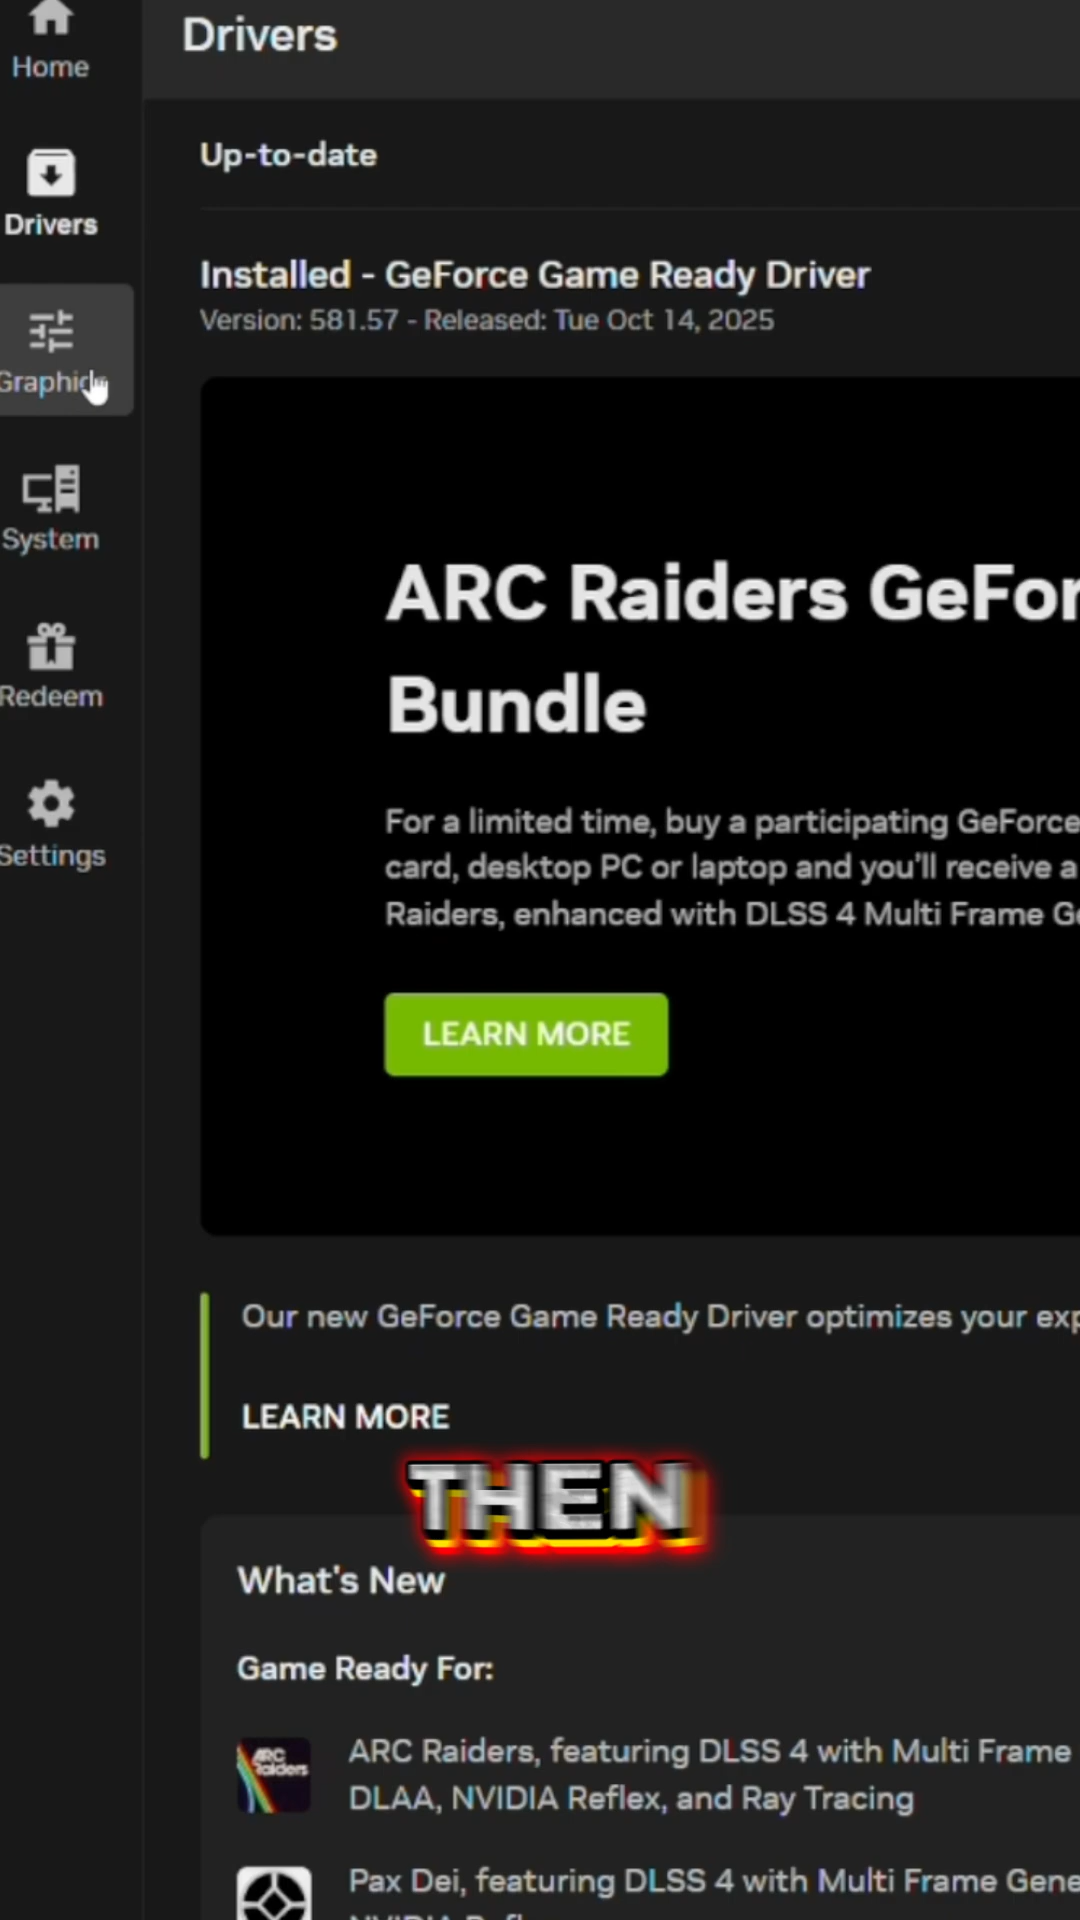 Drivers
Home
Up-to-date
Drivers
Installed - GeForce Game Ready Driver
Version: 581.57 - Released: Tue Oct 14, 2025
System
Redeem
Settings
ARC Raiders
Bundle
For a limited time, buy a participating GeForce
card, desktop PC or laptop and you'll receive a
Raiders, enhanced with DLSS 4 Multi Frame
LEARN MORE
Our new GeForce Game Ready Driver optimizes your
LEARN MORE
THEN
What's New
Game Ready For:
ARC
Raiders
ARC Raiders, featuring DLSS 4 with Multi Frame
DLAA, NVIDIA Reflex, and Ray Tracing
Pax Dei, featuring DLSS 4 with Multi Frame